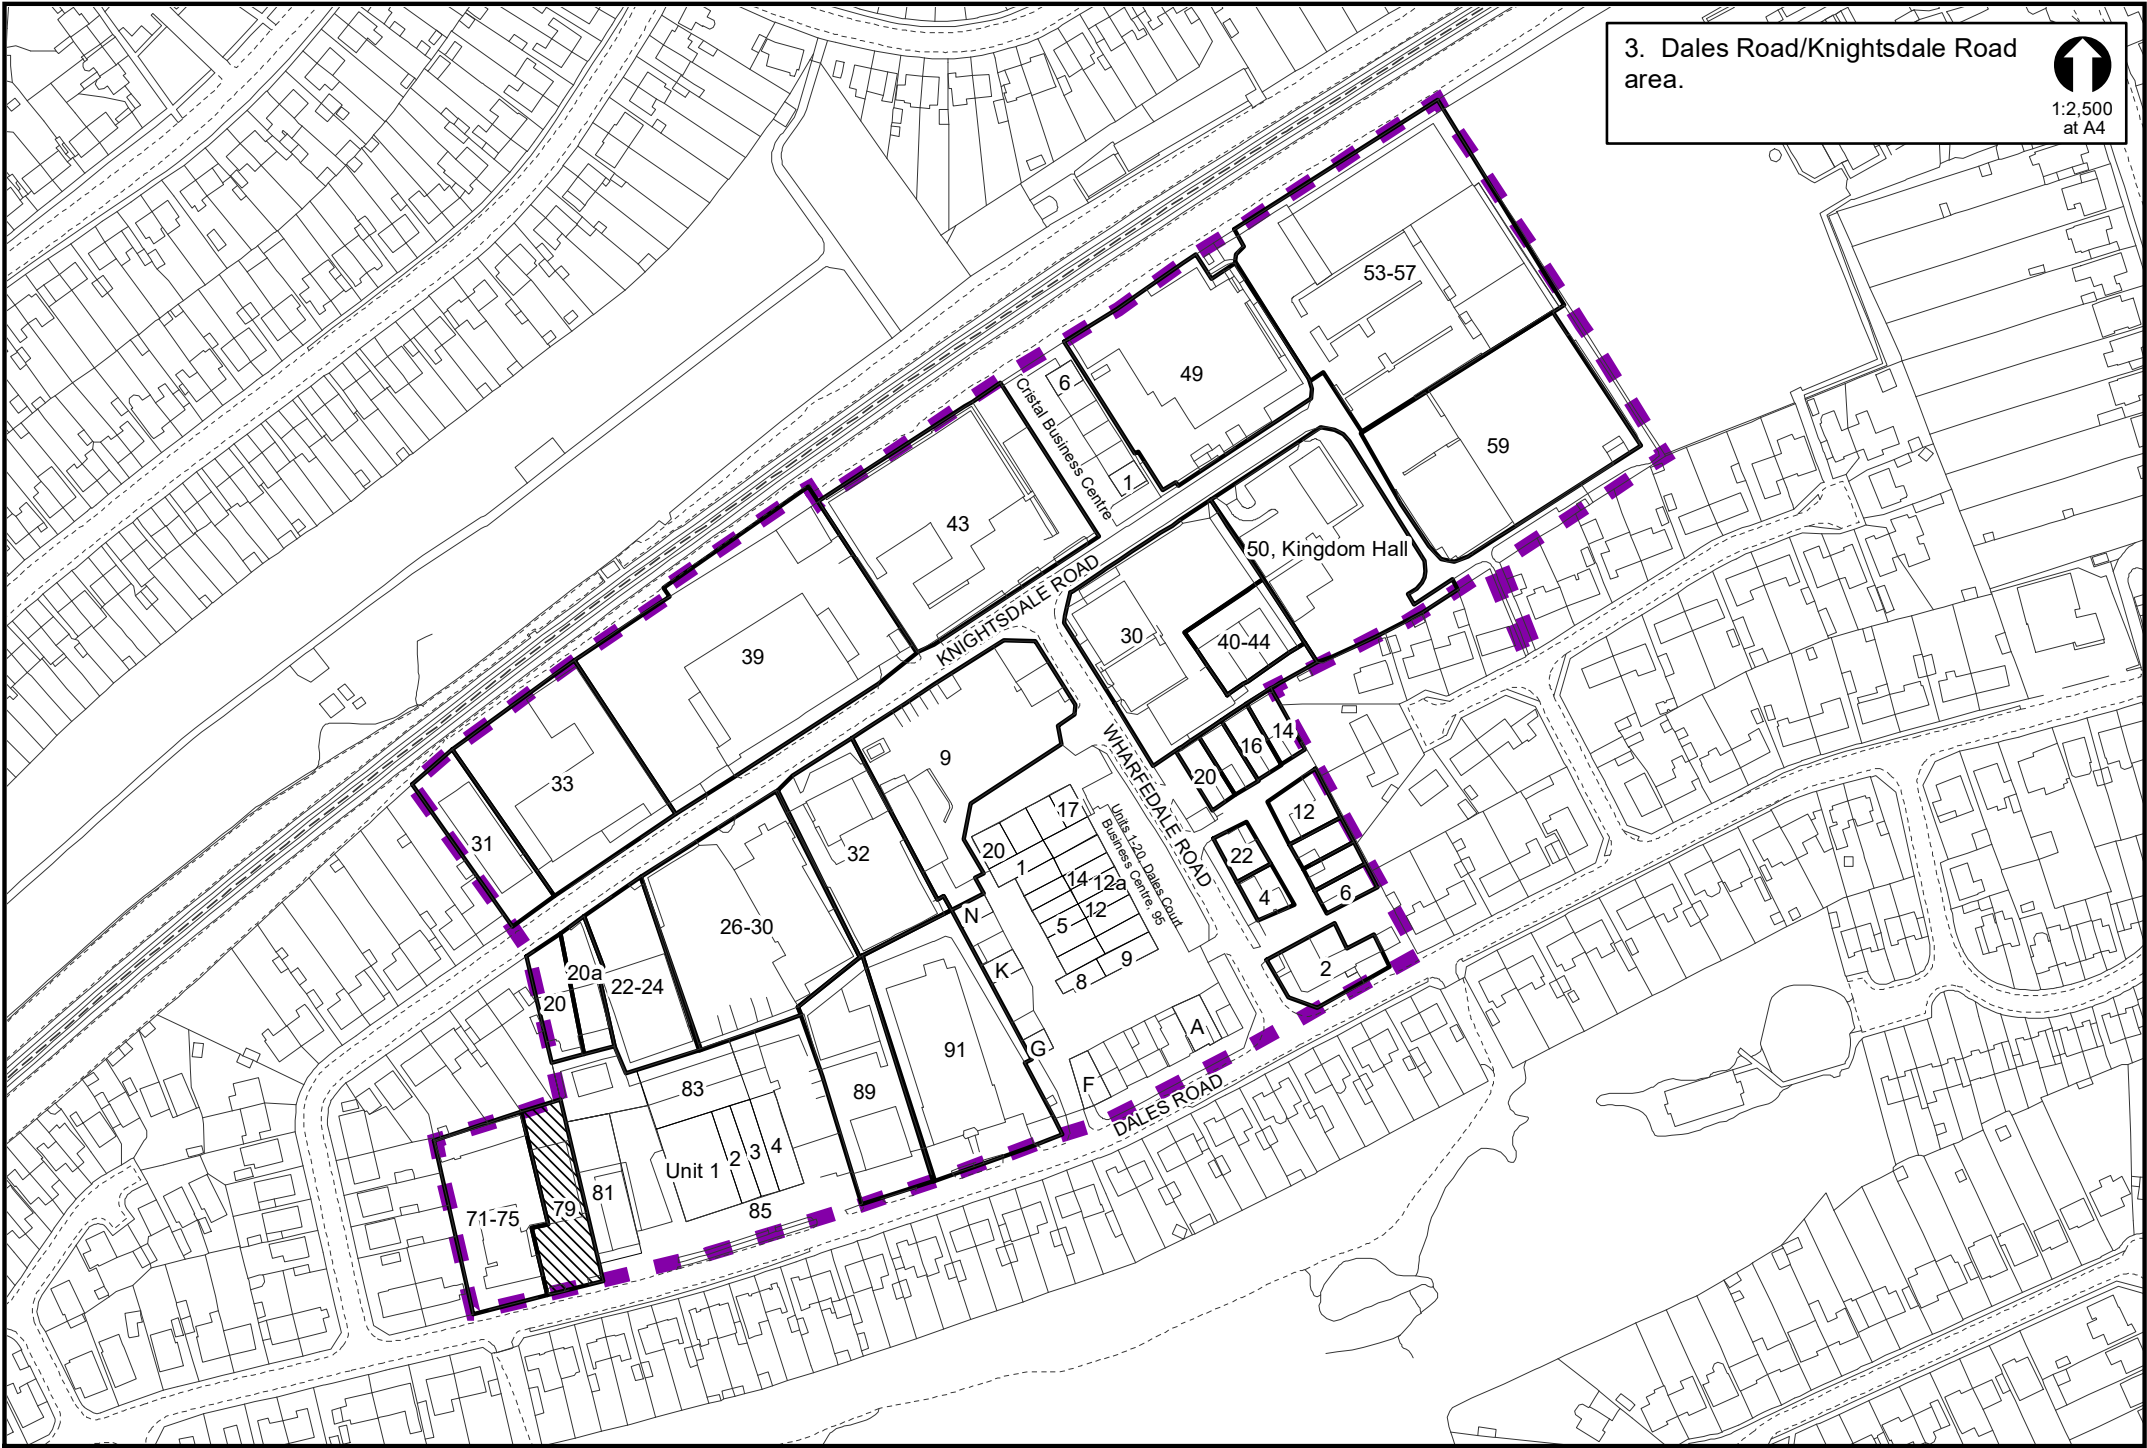 3. Dales Road/Knightsdale Road
area.
1:2,500
at A4
53-57
49
6
Cristal Business Centre
1
59
43
50, Kingdom Hall
KNIGHTSDALE ROAD
30
40-44
39
14
16
20
WHARFEDALE ROAD
9
33
12
17
Units 1-20, Dales Court
Business Centre, 95
31
32
20
1
22
14
12a
4
6
12
5
N
26-30
K
9
8
2
20a
22-24
20
A
G
91
F
83
89
DALES ROAD
Unit 1
2
3
4
81
79
71-75
85